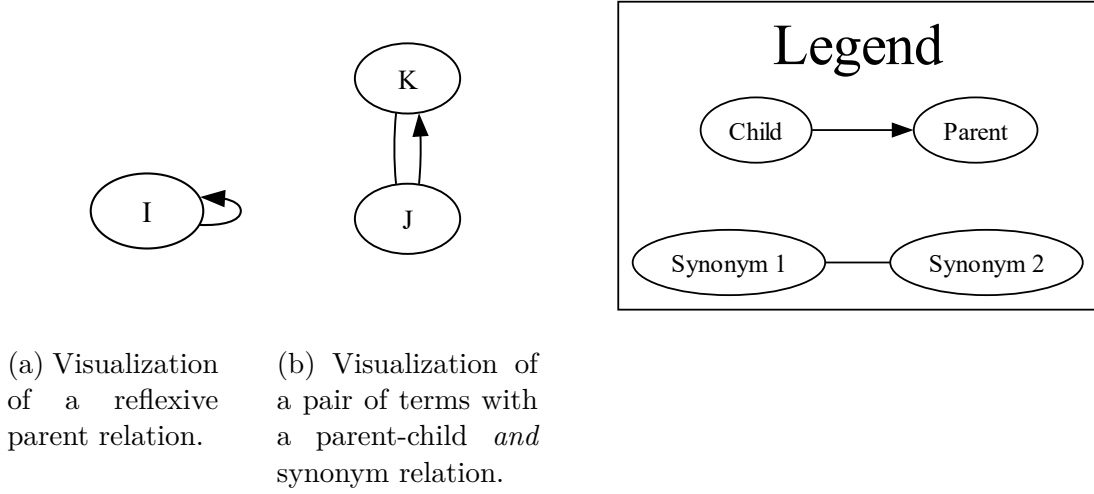 K
I
J
(a) Visualization
of a reflexive
parent relation.
(b) Visualization of
a pair of terms with
a parent-child and
synonym relation.
Legend
Child
Parent
Synonym 1
Synonym 2